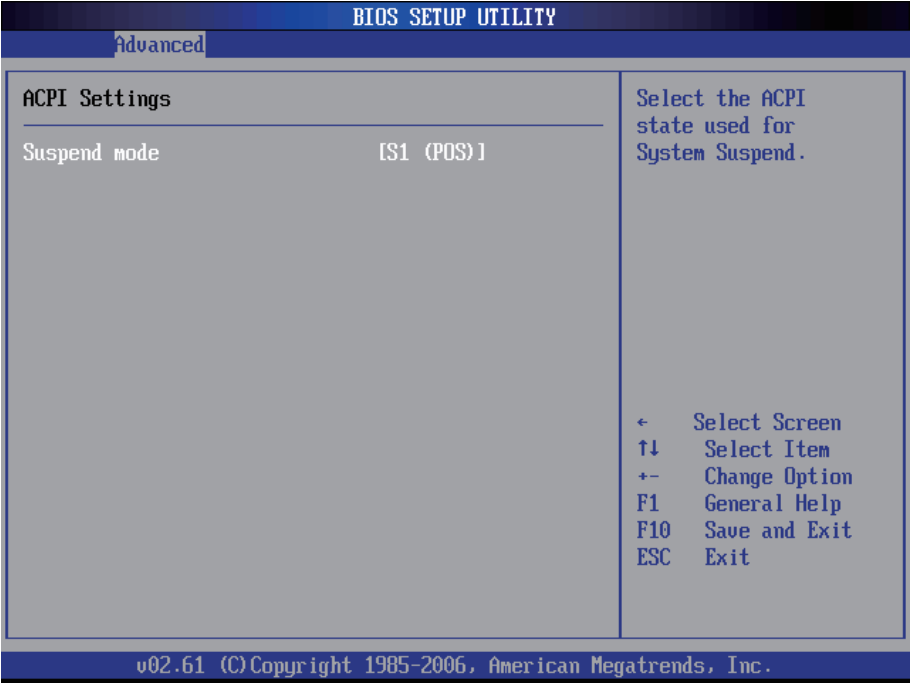 BIOS SETUP UTILITY
Advanced
ACPI Settings
Suspend mode [S1 (POS)]
Select the ACPI
state used for
System Suspend.
← Select Screen
↑↓ Select Item
+- Change Option
F1 General Help
F10 Save and Exit
ESC Exit
v02.61 (C)Copyright 1985-2006, American Megatrends, Inc.